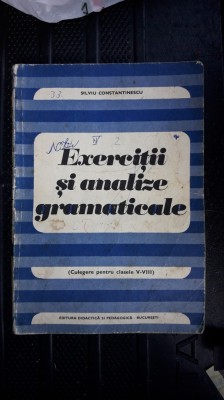 SILVIU CONSTANTINESCU
Exerciții
și analize
gramaticale
(Culegere pentru clasele V-VIII)
EDITURA DIDACTICĂ ȘI PEDAGOGICĂ - BUCUREȘTI